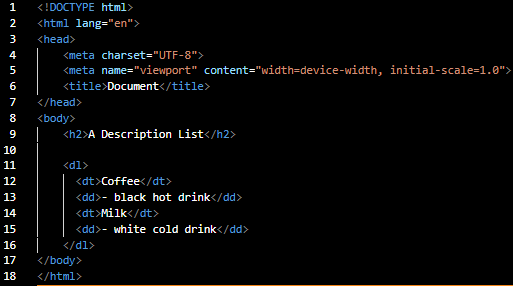 1 <!DOCTYPE html>
2 <html lang="en">
3 <head>
4 <meta charset="UTF-8">
5 <meta name="viewport" content="width=device-width, initial-scale=1.0">
6 <title>Document</title>
7 </head>
8 <body>
9 <h2>A Description List</h2>
10
11 <dl>
12 <dt>Coffee</dt>
13 <dd>- black hot drink</dd>
14 <dt>Milk</dt>
15 <dd>- white cold drink</dd>
16 </dl>
17 </body>
18 </html>